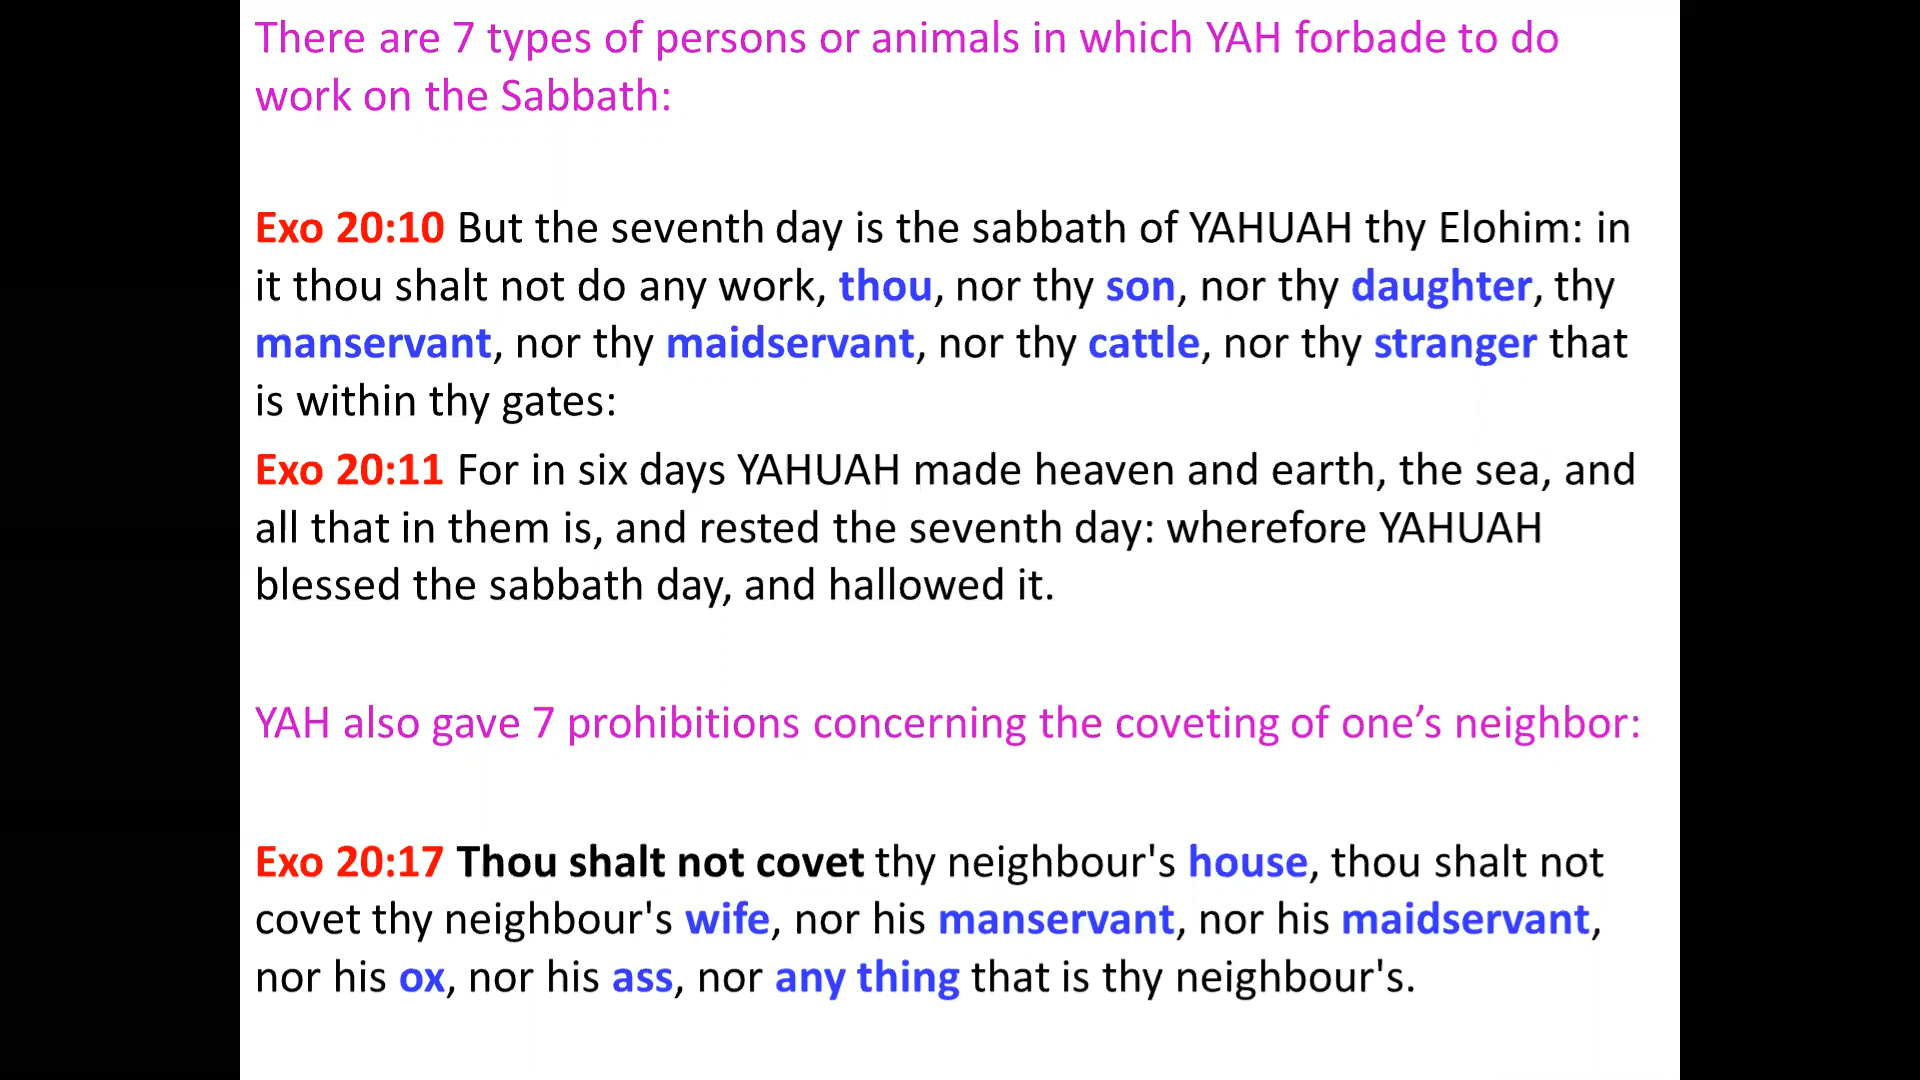 There are 7 types of persons or animals in which YAH forbade to do
work on the Sabbath:
Exo 20:10 But the seventh day is the sabbath of YAHUAH thy Elohim: in
it thou shalt not do any work, thou, nor thy son, nor thy daughter, thy
manservant, nor thy maidservant, nor thy cattle, nor thy stranger that
is within thy gates:
Exo 20:11 For in six days YAHUAH made heaven and earth, the sea, and
all that in them is, and rested the seventh day: wherefore YAHUAH
blessed the sabbath day, and hallowed it.
YAH also gave 7 prohibitions concerning the coveting of one’s neighbor:
Exo 20:17 Thou shalt not covet thy neighbour's house, thou shalt not
covet thy neighbour's wife, nor his manservant, nor his maidservant,
nor his ox, nor his ass, nor any thing that is thy neighbour's.